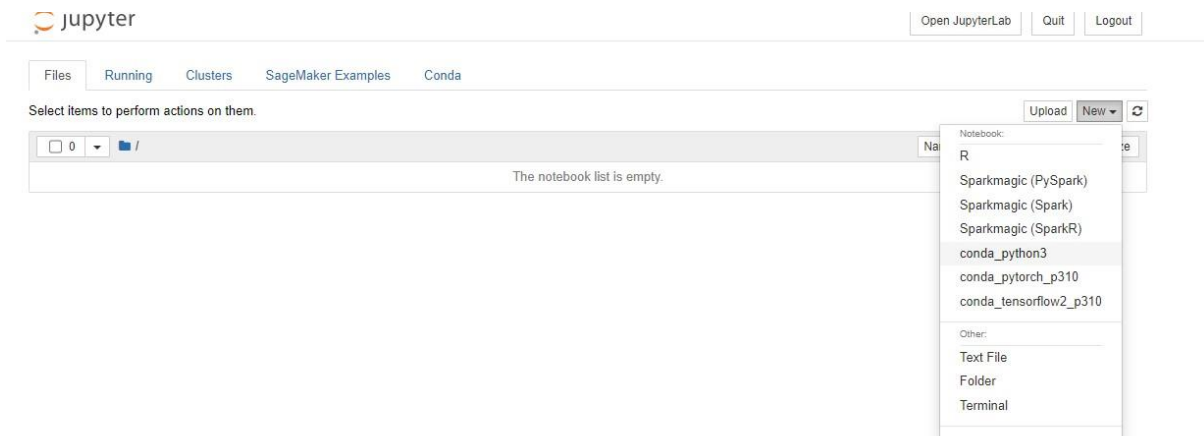 jupyter
Open JupyterLab Quit Logout
Files Running Clusters SageMaker Examples Conda
Select items to perform actions on them.
Upload New
0 /
The notebook list is empty.
Notebook:
R
Sparkmagic (PySpark)
Sparkmagic (Spark)
Sparkmagic (SparkR)
conda_python3
conda_pytorch_p310
conda_tensorflow2_p310
Other:
Text File
Folder
Terminal